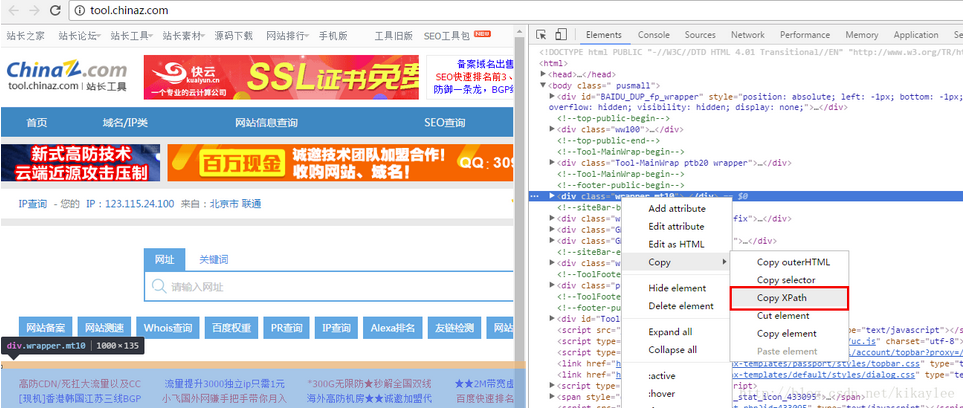 tool.chinaz.com
站长之家 站长论坛 站长工具 站长素材 源码下载 网站排行 手机版 工具旧版 SEO工具包 NEW
ChinaZ.com
tool.chinaz.com | 站长工具
快云
kuaiyun.cn
一个专业的云计算公司
SSL证书免费
备案域名出售
SEO快速排名前3、
防御一条龙，BGP
首页 域名/IP类 网站信息查询 SEO查询
新式高防技术
云端近源攻击压制
百万现金
诚邀技术团队加盟合作！
收购网站、域名！
QQ: 309
IP查询 - 您的 IP：123.115.24.100 来自：北京市 联通
网址 关键词
请输入网址
网站备案 网站测速 Whois查询 百度权重 PR查询 IP查询 Alexa排名 友链检测 网站
div.wrapper.mt10 | 1000×135
高防CDN/死扛大流量以及CC 流量提升3000独立ip只需1元 *300G无限防★秒解全国双线 ★★2M带宽虚
[现机]香港韩国江苏三线BGP 小飞国外网赚手把手带你月入 海外高防机房★★诚邀加盟代 百度快速排名
Elements Console Sources Network Timeline Profiles Application Security Audits
Elements Console Sources Network Performance Memory Application Sec
<!DOCTYPE html PUBLIC "-//W3C//DTD HTML 4.01 Transitional//EN" "http://www.w3.org/TR/ht
<html>
<head>…</head>
<body class=" pusmall">
<div id="BAIDU_DUP_fp_wrapper" style="position: absolute; left: -1px; bottom: -1px;
overflow: hidden; visibility: hidden; display: none;">…</div>
<!--top-public-begin-->
<div class="ww100">…</div>
<!--top-public-end-->
<!--Tool-MainWrap-begin-->
<div class="Tool-MainWrap ptb20 wrapper">…</div>
<!--Tool-MainWrap-begin-->
<!--footer-public-begin-->
<div class="wrapper mt10">…</div> == $0
<!--siteBar-b
<div class="w
fix">…</div>
<div class="G
<div class="G
">…</div>
<div class="w
<!--ToolFoote
<!--ToolFoote
<!--footer-pu
<div id="Tool
<script src="
type="text/javascript"></s
<script src="
/uc.js" charset="utf-8">
<script src="
/account/topbar?proxy=/
<link href="h
x-templates/passport/styles/topbar.css"
<link href="h
x-templates/default/styles/dialog.css"
<script type=
<span class=
_stat_icon_433095">…</span>
<script
Add attribute
Edit attribute
Edit as HTML
Copy
Hide element
Delete element
Expand all
Collapse all
:active
:hover
Copy outerHTML
Copy selector
Copy XPath
Cut element
Copy element
Paste element
http://blog.csdn.net/kikaylee